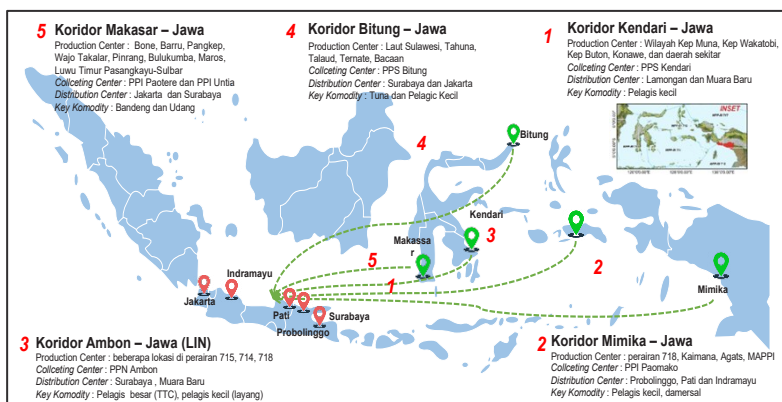 5 Koridor Makasar – Jawa
Production Center : Bone, Barru, Pangkep,
Wajo Takalar, Pinrang, Bulukumba, Maros,
Luwu Timur Pasangkayu-Sulbar
Collceting Center : PPI Paotere dan PPI Untia
Distribution Center : Jakarta dan Surabaya
Key Komodity : Bandeng dan Udang
4 Koridor Bitung – Jawa
Production Center : Laut Sulawesi, Tahuna,
Talaud, Ternate, Bacaan
Collceting Center : PPS Bitung
Distribution Center : Surabaya dan Jakarta
Key Komodity : Tuna dan Pelagic Kecil
1 Koridor Kendari – Jawa
Production Center : Wilayah Kep Muna, Kep Wakatobi,
Kep Buton, Konawe, dan daerah sekitar
Collceting Center : PPS Kendari
Distribution Center : Lamongan dan Muara Baru
Key Komodity : Pelagis kecil
INSET
4
Bitung
Kendari
3
Makassa
r
5
2
1
Mimika
Indramayu
Jakarta
Pati
Surabaya
Probolinggo
3 Koridor Ambon – Jawa (LIN)
Production Center : beberapa lokasi di perairan 715, 714, 718
Collceting Center : PPN Ambon
Distribution Center : Surabaya , Muara Baru
Key Komodity : Pelagis besar (TTC), pelagis kecil (layang)
2 Koridor Mimika – Jawa
Production Center : perairan 718, Kaimana, Agats, MAPPI
Collceting Center : PPI Paomako
Distribution Center : Probolinggo, Pati dan Indramayu
Key Komodity : Pelagis kecil, damersal